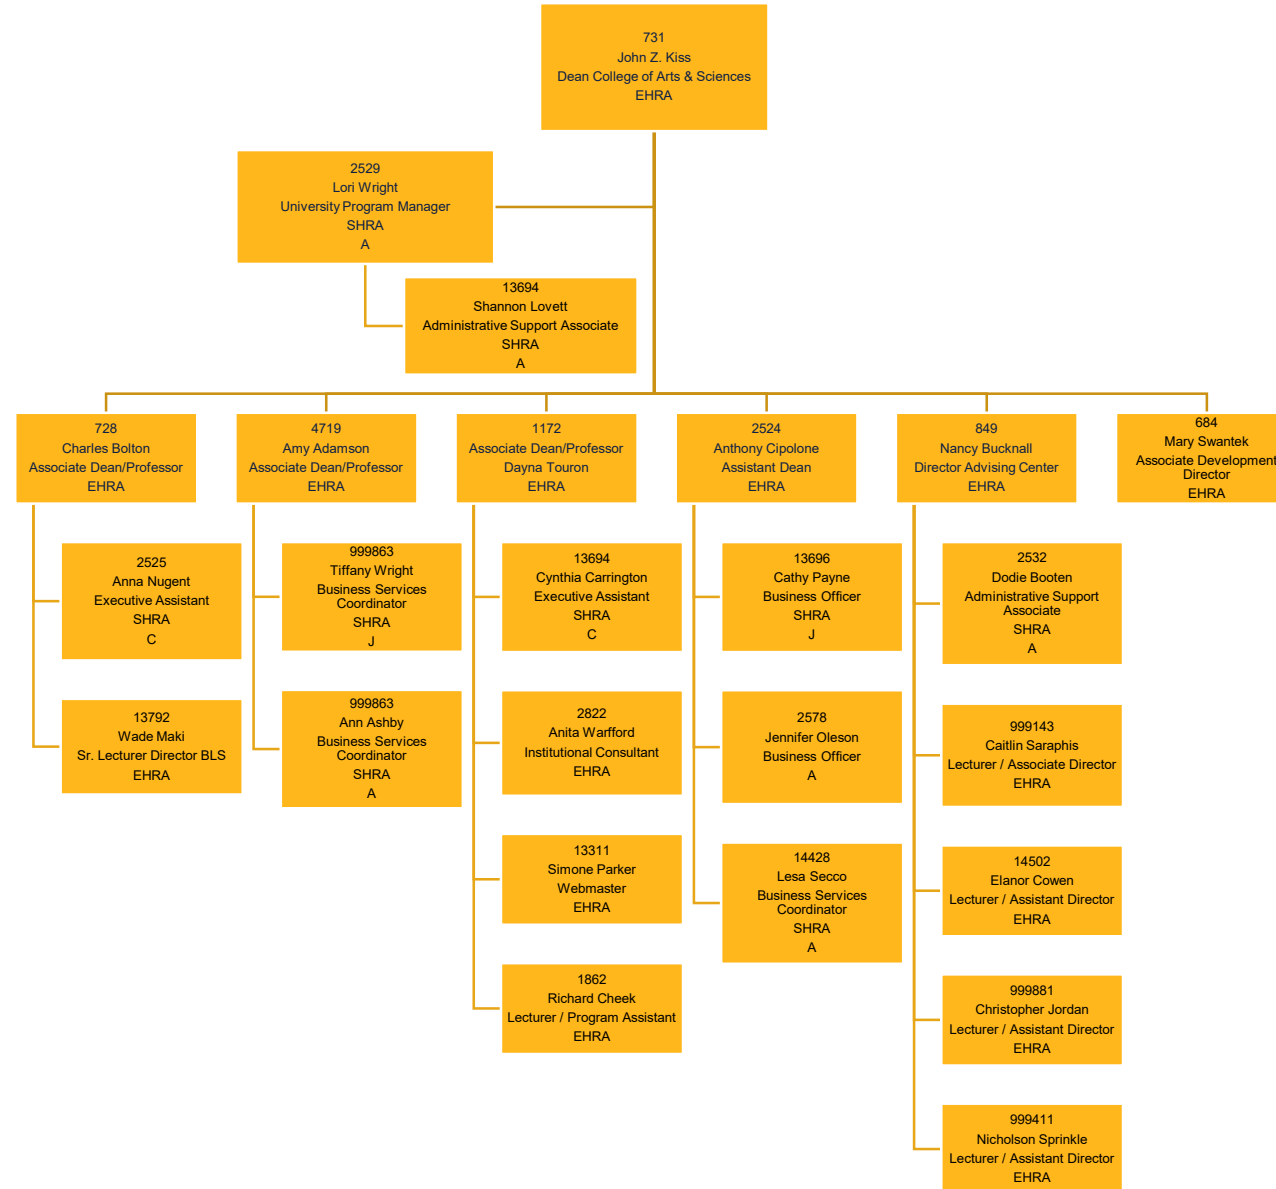 731
John Z. Kiss
Dean College of Arts & Sciences
EHRA
2529
Lori Wright
University Program Manager
SHRA
A
13694
Shannon Lovett
Administrative Support Associate
SHRA
A
728
Charles Bolton
Associate Dean/Professor
EHRA
4719
Amy Adamson
Associate Dean/Professor
EHRA
1172
Associate Dean/Professor
Dayna Touron
EHRA
2524
Anthony Cipolone
Assistant Dean
EHRA
849
Nancy Bucknall
Director Advising Center
EHRA
684
Mary Swantek
Associate Development
Director
EHRA
2525
Anna Nugent
Executive Assistant
SHRA
C
13792
Wade Maki
Sr. Lecturer Director BLS
EHRA
999863
Tiffany Wright
Business Services
Coordinator
SHRA
J
999863
Ann Ashby
Business Services
Coordinator
SHRA
A
13694
Cynthia Carrington
Executive Assistant
SHRA
C
2822
Anita Warfford
Institutional Consultant
EHRA
13311
Simone Parker
Webmaster
EHRA
1862
Richard Cheek
Lecturer / Program Assistant
EHRA
13696
Cathy Payne
Business Officer
SHRA
J
2578
Jennifer Oleson
Business Officer
A
14428
Lesa Secco
Business Services
Coordinator
SHRA
A
2532
Dodie Booten
Administrative Support
Associate
SHRA
A
999143
Caitlin Saraphis
Lecturer / Associate Director
EHRA
14502
Elanor Cowen
Lecturer / Assistant Director
EHRA
999881
Christopher Jordan
Lecturer / Assistant Director
EHRA
999411
Nicholson Sprinkle
Lecturer / Assistant Director
EHRA